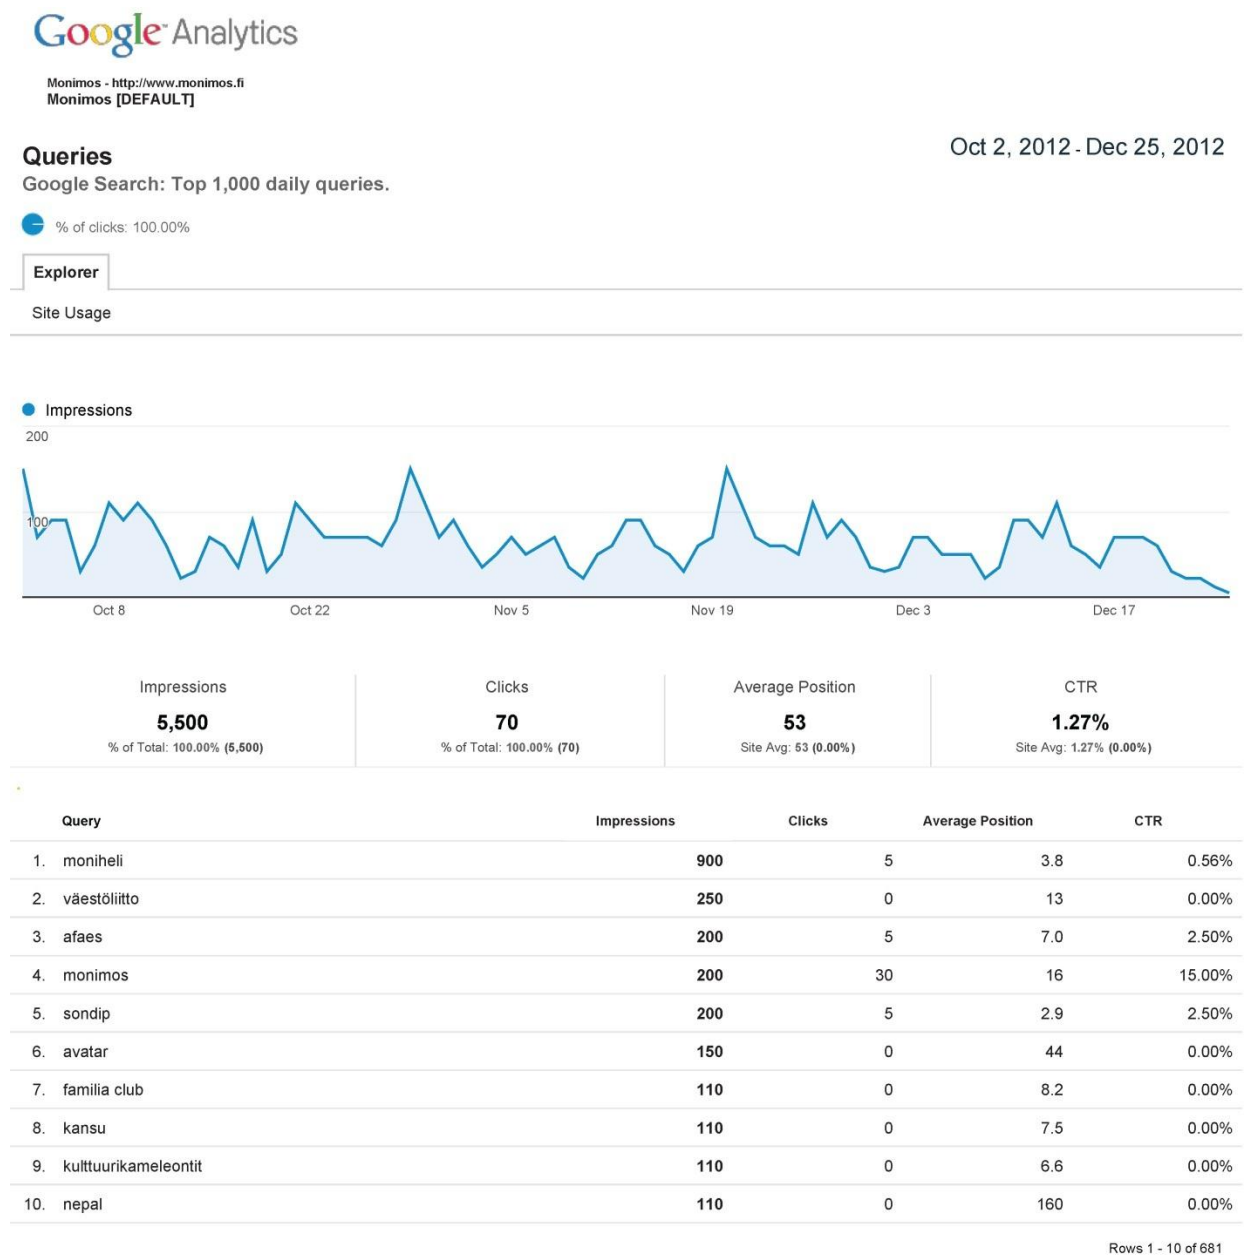 Google Analytics
Monimos - http://www.monimos.fi
Monimos [DEFAULT]
Queries
Oct 2, 2012 - Dec 25, 2012
Google Search: Top 1,000 daily queries.
% of clicks: 100.00%
Explorer
Site Usage
Impressions
200
100
Oct 8 Oct 22 Nov 5 Nov 19 Dec 3 Dec 17
Impressions Clicks Average Position CTR
5,500 70 53 1.27%
% of Total: 100.00% (5,500) % of Total: 100.00% (70) Site Avg: 53 (0.00%) Site Avg: 1.27% (0.00%)
Query Impressions Clicks Average Position CTR
1. moniheli 900 5 3.8 0.56%
2. väestöliitto 250 0 13 0.00%
3. afaes 200 5 7.0 2.50%
4. monimos 200 30 16 15.00%
5. sondip 200 5 2.9 2.50%
6. avatar 150 0 44 0.00%
7. familia club 110 0 8.2 0.00%
8. kansu 110 0 7.5 0.00%
9. kulttuurikameleontit 110 0 6.6 0.00%
10. nepal 110 0 160 0.00%
Rows 1 - 10 of 681